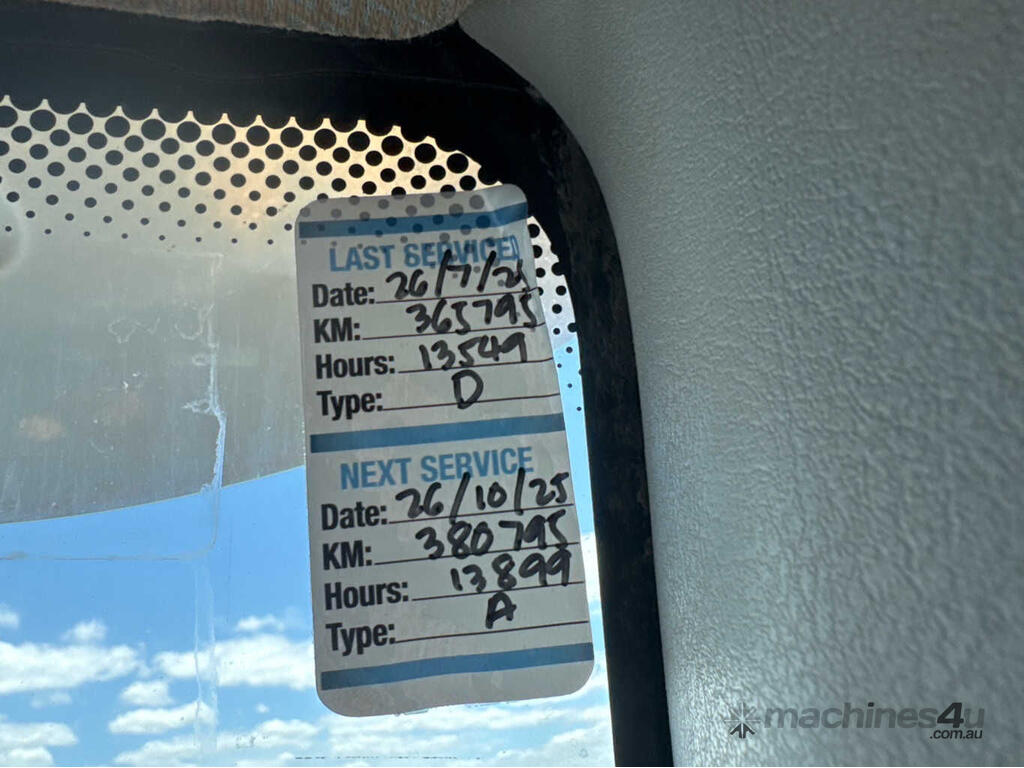 LAST SERVICED
Date: 26/7/25
KM: 365795
Hours: 13549
Type: D
NEXT SERVICE
Date: 26/10/25
KM: 380795
Hours: 13899
Type: A
machines4u
.com.au